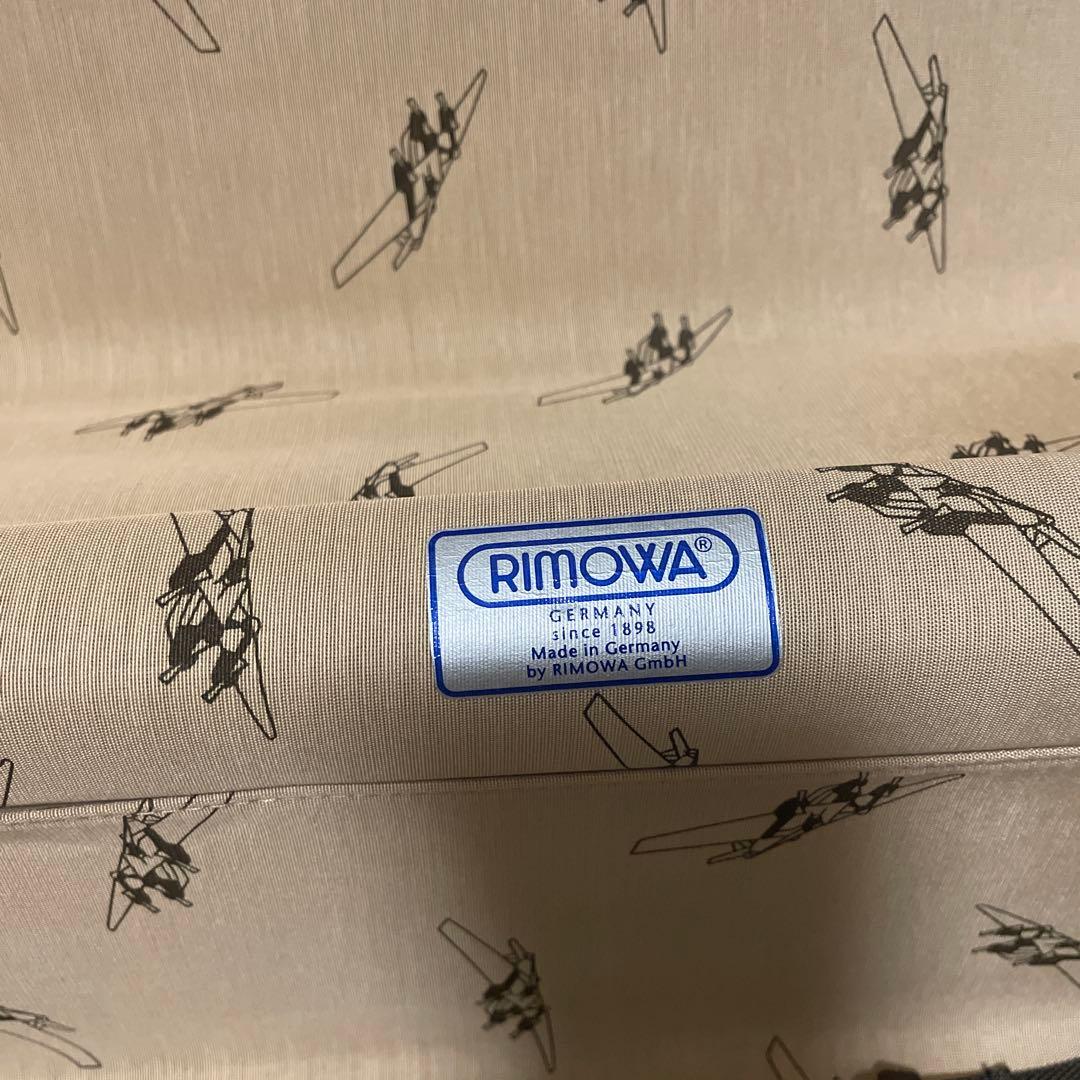 RIMOWA®
GERMANY
since 1898
Made in Germany
by RIMOWA GmbH